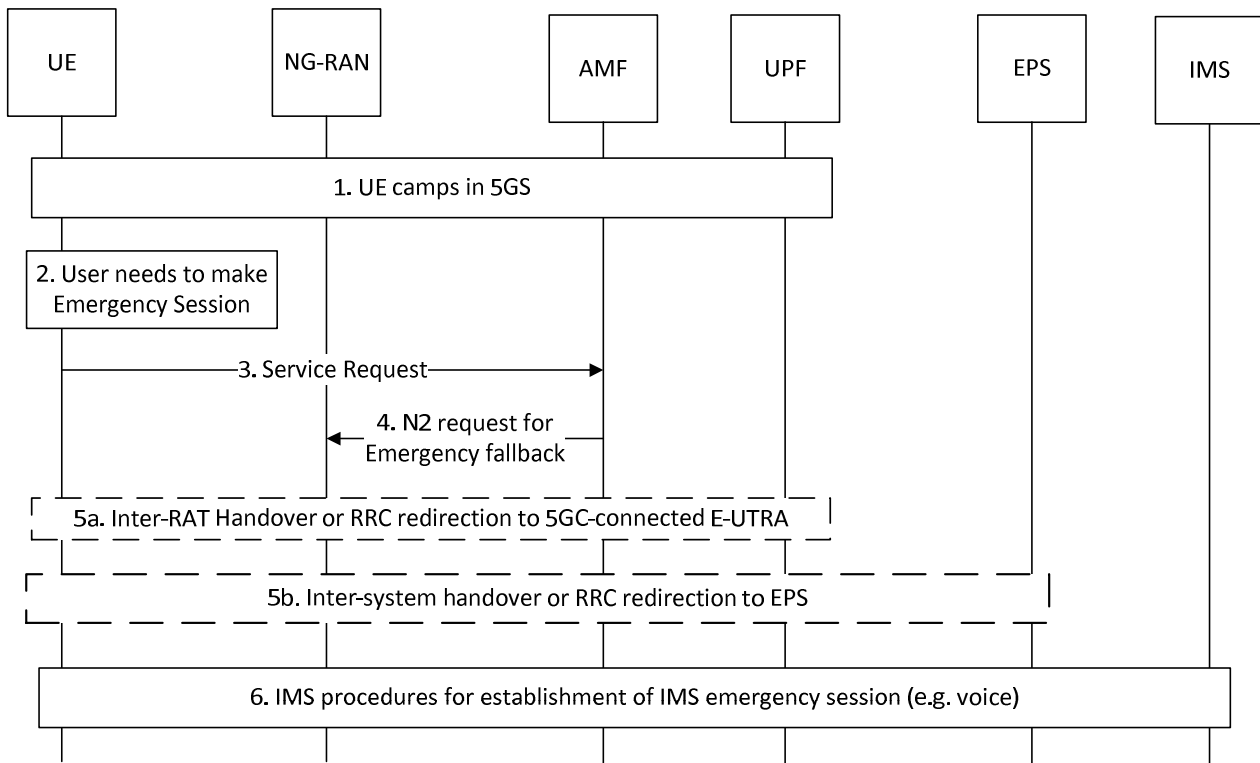 UE
NG-RAN
AMF
UPF
EPS
IMS
1. UE camps in 5GS
2. User needs to make
Emergency Session
3. Service Request
4. N2 request for
Emergency fallback
5a. Inter-RAT Handover or RRC redirection to 5GC-connected E-UTRA
5b. Inter-system handover or RRC redirection to EPS
6. IMS procedures for establishment of IMS emergency session (e.g. voice)